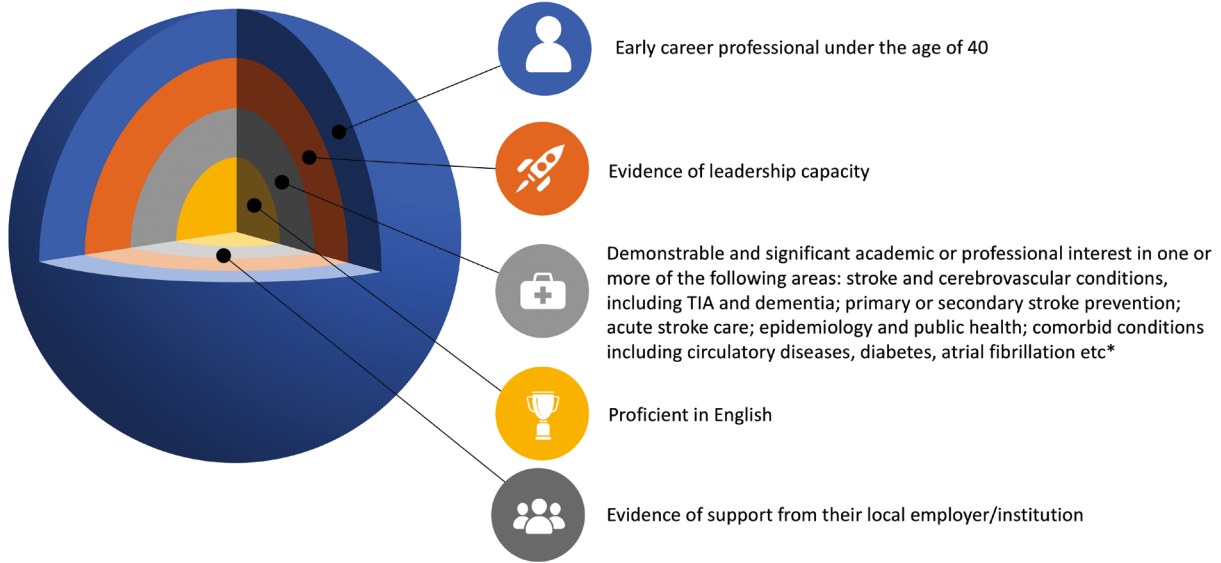 Early career professional under the age of 40
Evidence of leadership capacity
Demonstrable and significant academic or professional interest in one or
more of the following areas: stroke and cerebrovascular conditions,
including TIA and dementia; primary or secondary stroke prevention;
acute stroke care; epidemiology and public health; comorbid conditions
including circulatory diseases, diabetes, atrial fibrillation etc*
Proficient in English
Evidence of support from their local employer/institution